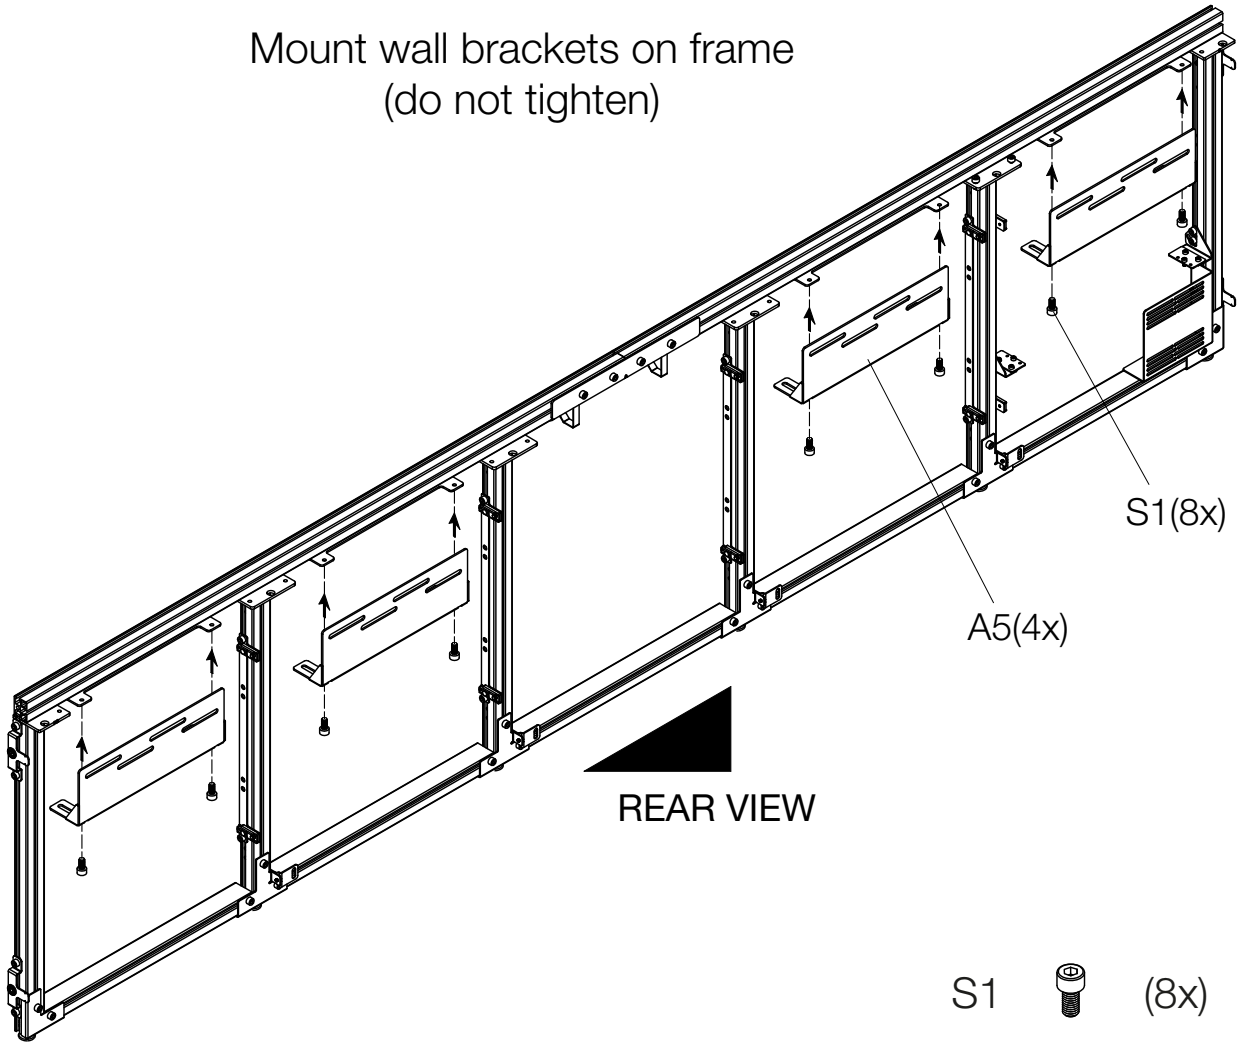 Mount wall brackets on frame
(do not tighten)
S1(8x)
A5(4x)
REAR VIEW
S1 (8x)